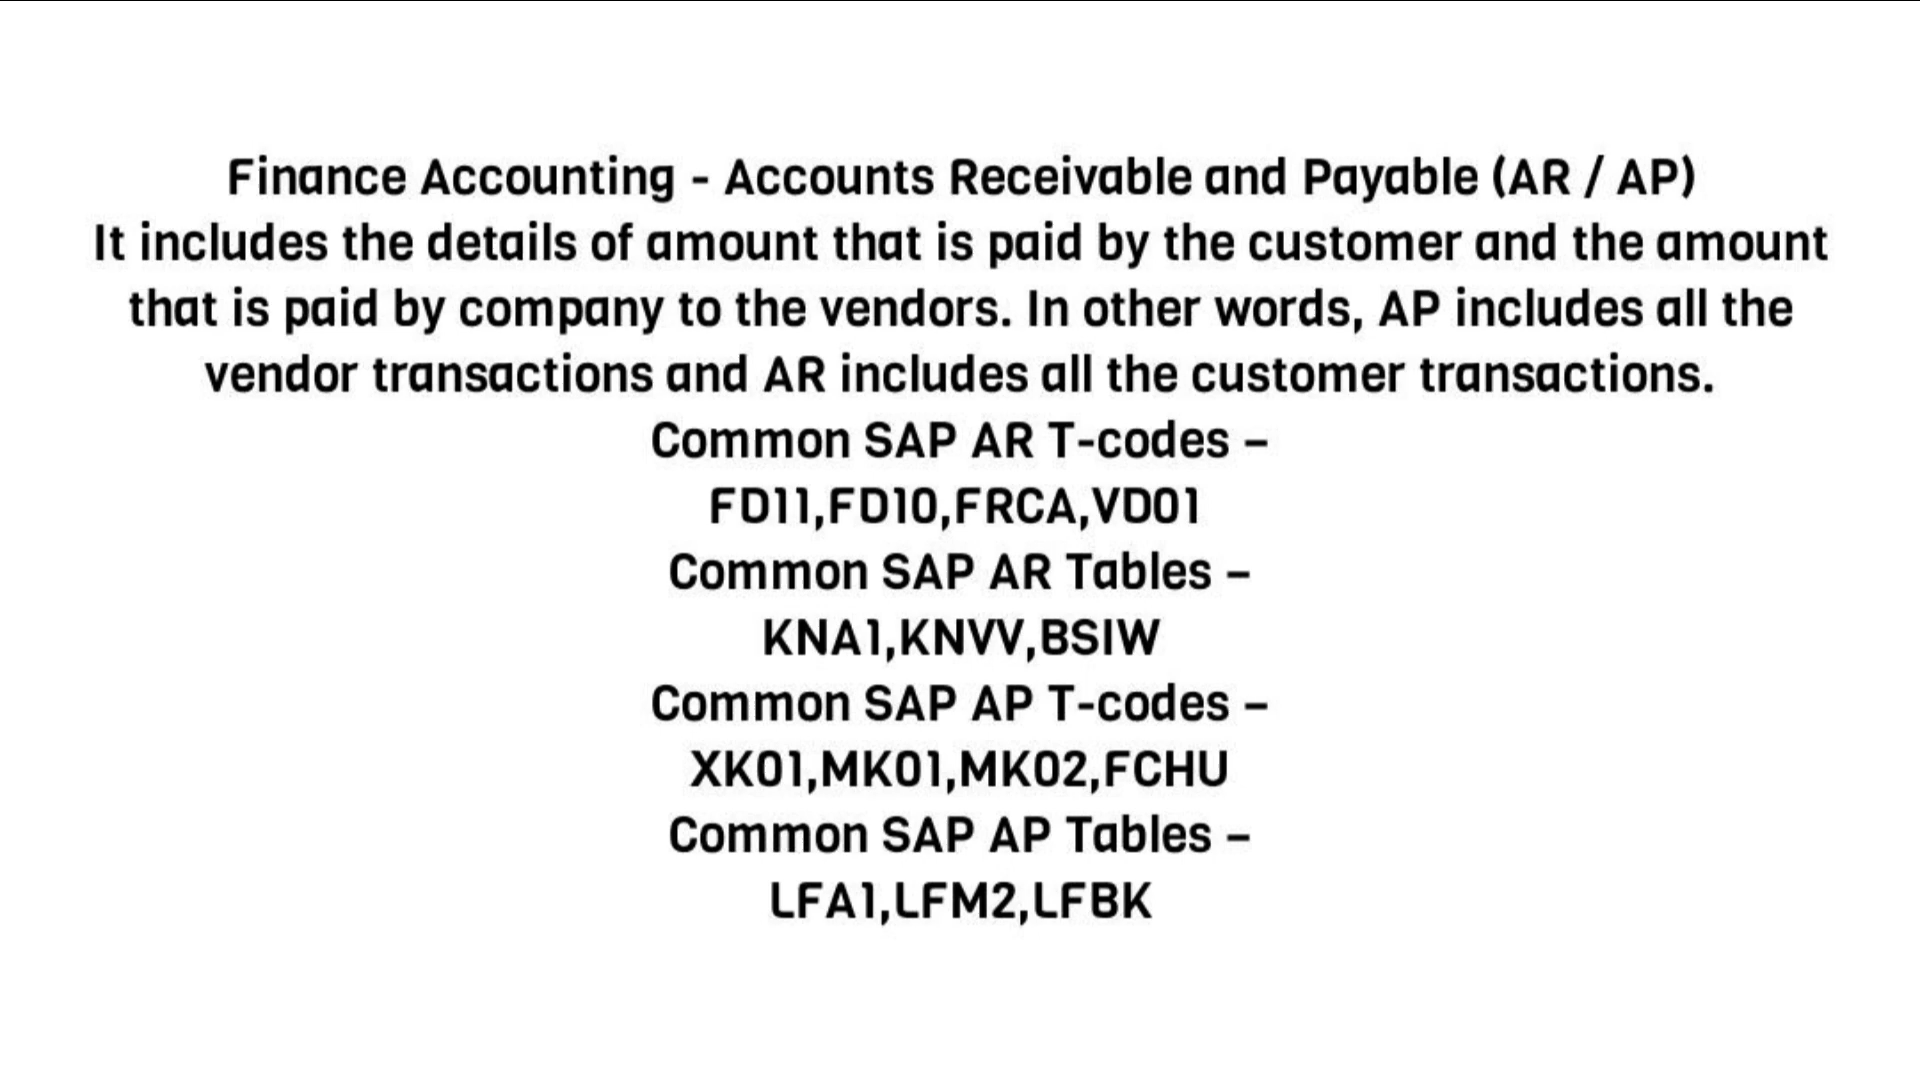 Finance Accounting - Accounts Receivable and Payable (AR / AP)
It includes the details of amount that is paid by the customer and the amount
that is paid by company to the vendors. In other words, AP includes all the
vendor transactions and AR includes all the customer transactions.
Common SAP AR T-codes –
FD11,FD10,FRCA,VD01
Common SAP AR Tables –
KNA1,KNVV,BSIW
Common SAP AP T-codes –
XK01,MK01,MK02,FCHU
Common SAP AP Tables –
LFA1,LFM2,LFBK